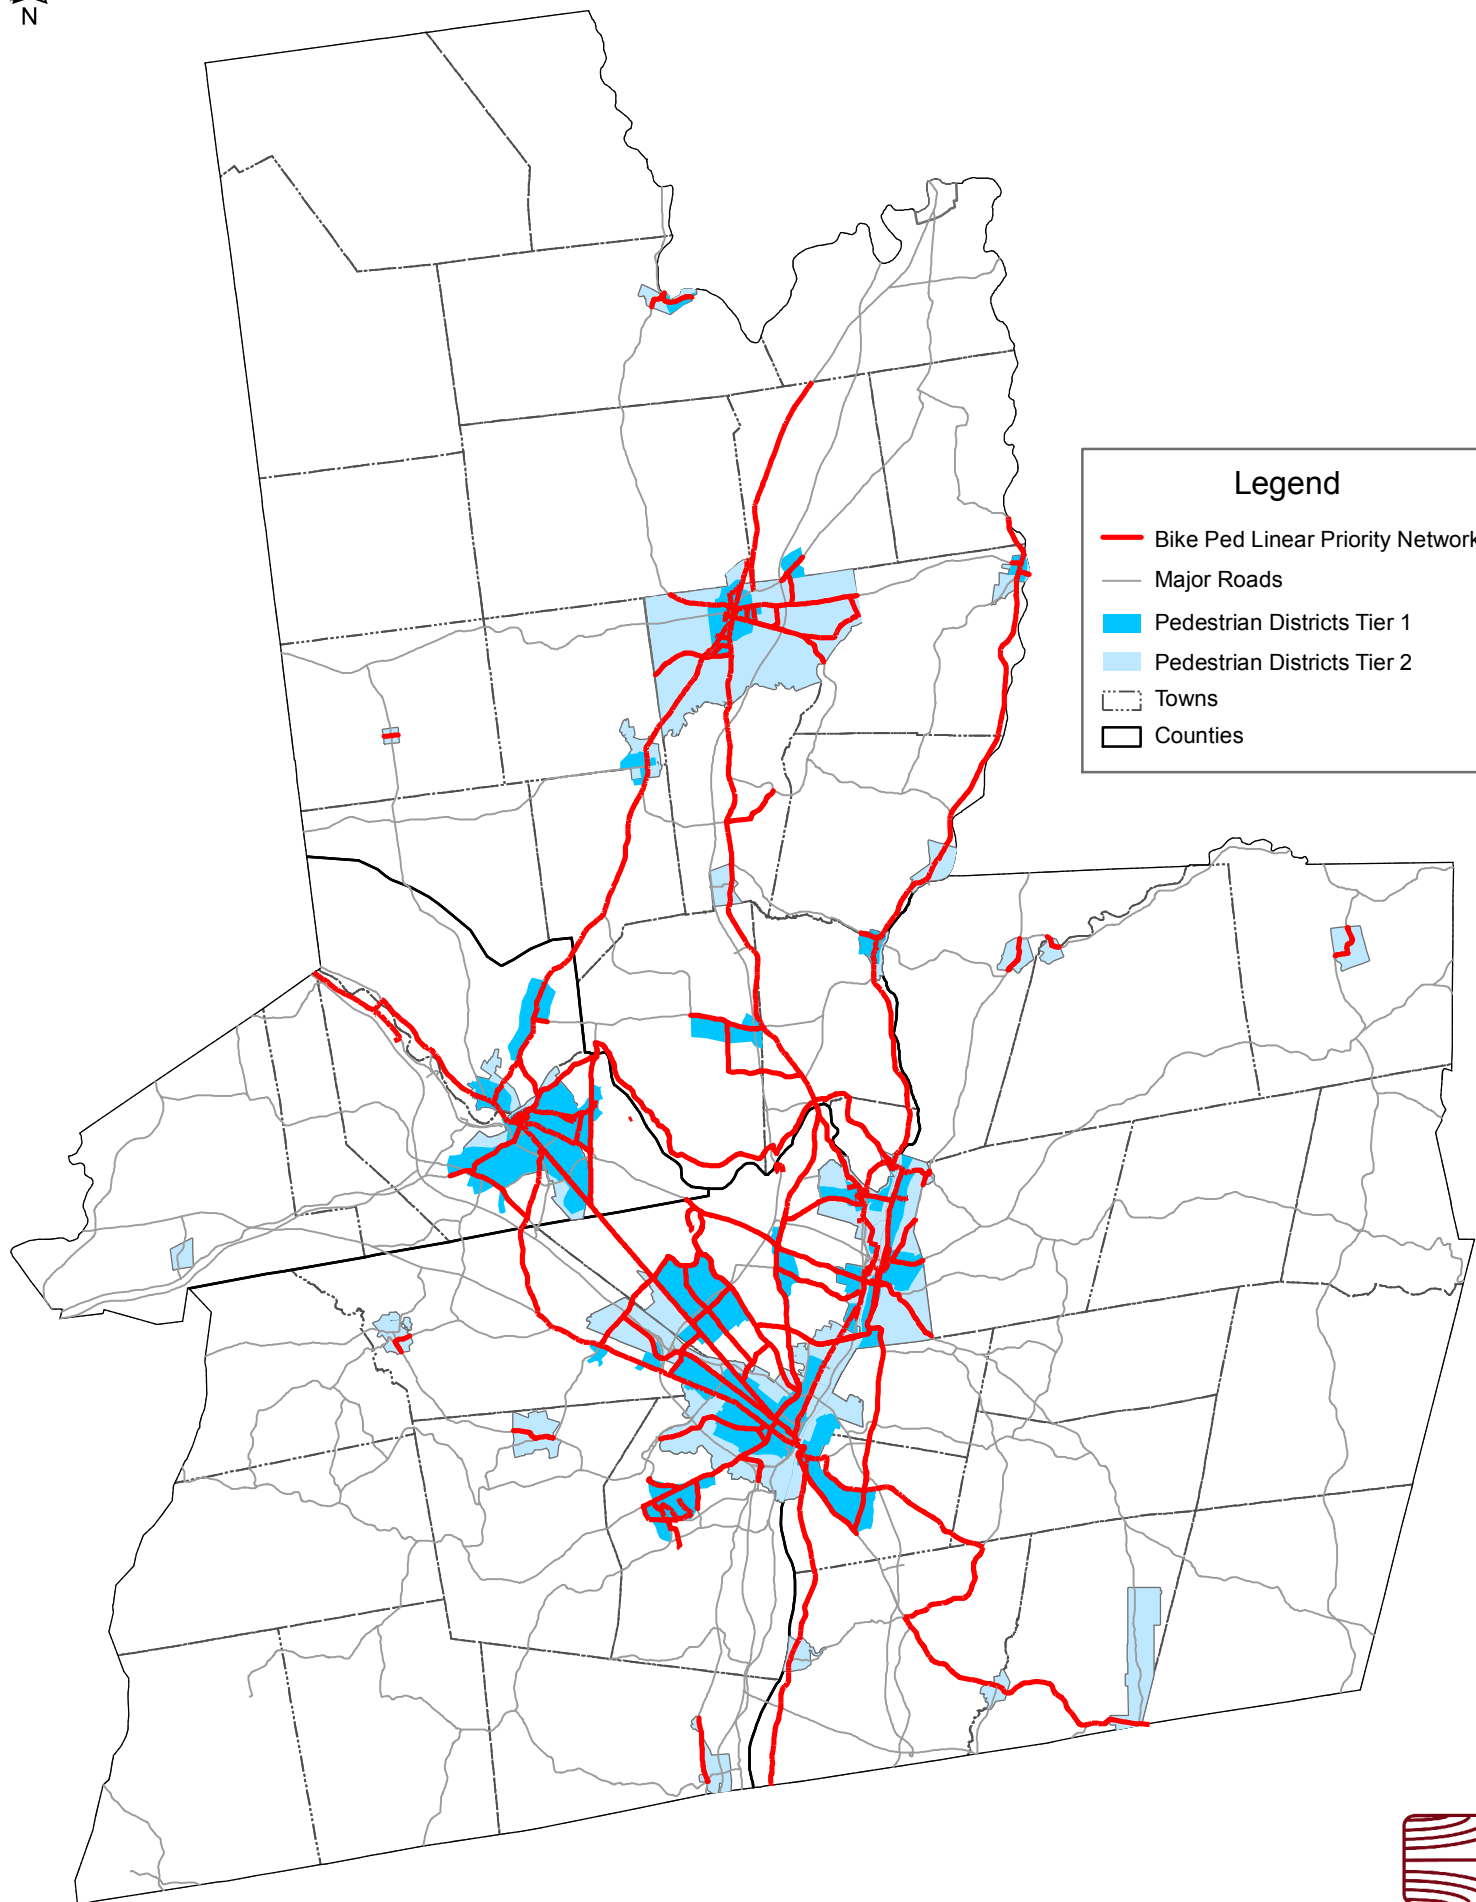 N
Legend
Bike Ped Linear Priority Network
Major Roads
Pedestrian Districts Tier 1
Pedestrian Districts Tier 2
Towns
Counties